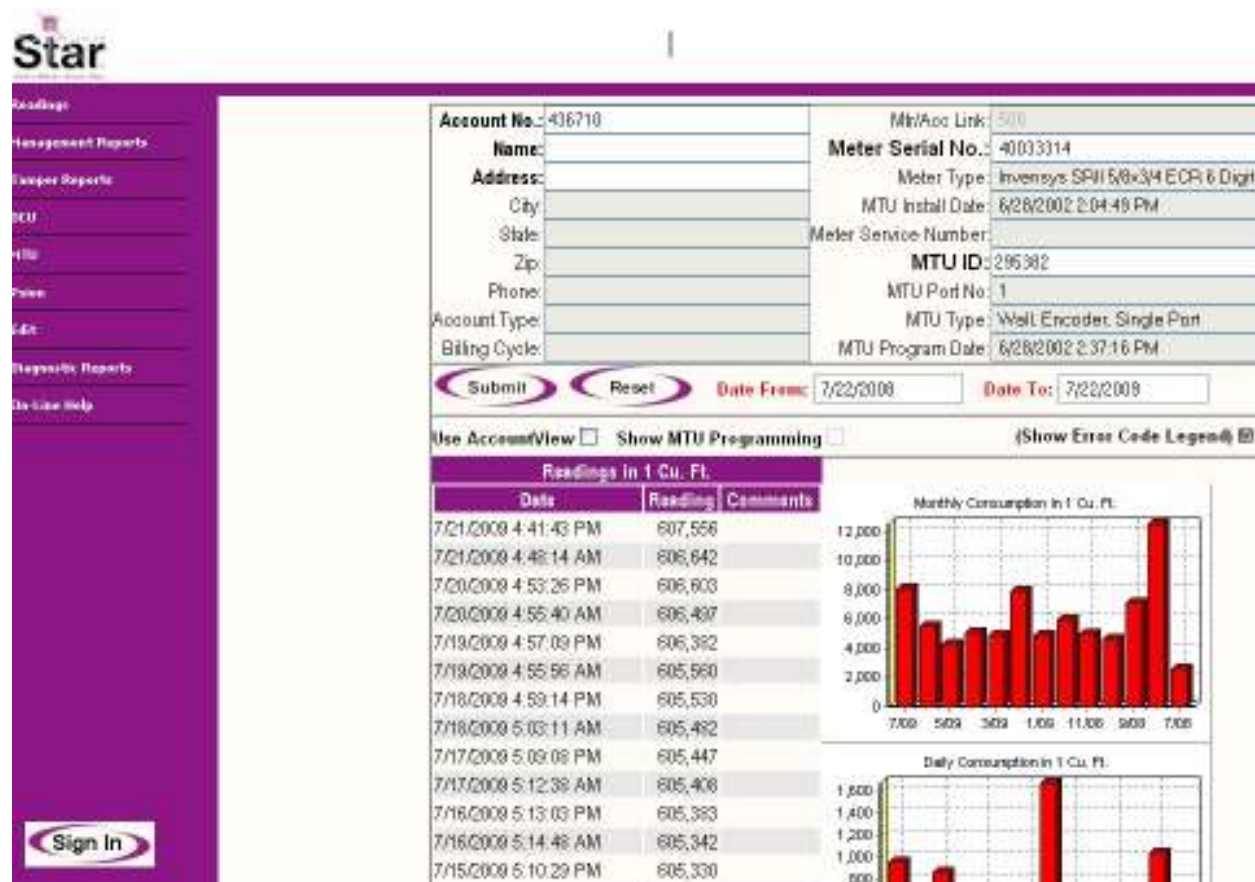 Star
Readings
Management Reports
Tamper Reports
DCU
MTU
Edit
Diagnostic Reports
On-Line Help
Sign In
Account No.: 436710
Name:
Address:
City:
State:
Zip:
Phone:
Account Type:
Billing Cycle:
Mtr/Acc Link: 500
Meter Serial No.: 40033314
Meter Type: Invensys SRII 5/8x3/4 ECR 6 Digit
MTU Install Date: 6/28/2002 2:04:49 PM
Meter Service Number:
MTU ID: 295382
MTU Port No: 1
MTU Type: Wall, Encoder, Single Port
MTU Program Date: 6/28/2002 2:37:16 PM
Submit Reset Date From: 7/22/2008 Date To: 7/22/2009
Use AccountView Show MTU Programming (Show Error Code Legend)
Readings in 1 Cu. Ft.
Date Reading Comments
7/21/2009 4:41:43 PM 607,556
7/21/2009 4:48:14 AM 606,642
7/20/2009 4:53:26 PM 606,603
7/20/2009 4:55:40 AM 606,497
7/19/2009 4:57:09 PM 606,382
7/19/2009 4:55:56 AM 605,560
7/18/2009 4:59:14 PM 605,530
7/18/2009 5:03:11 AM 605,482
7/17/2009 5:09:08 PM 605,447
7/17/2009 5:12:38 AM 605,408
7/16/2009 5:13:03 PM 605,383
7/16/2009 5:14:48 AM 605,342
7/15/2009 5:10:29 PM 605,330
Monthly Consumption in 1 Cu. Ft.
12,000
10,000
8,000
6,000
4,000
2,000
0
7/09 5/09 3/09 1/09 11/08 9/08 7/08
Daily Consumption in 1 Cu. Ft.
1,600
1,400
1,200
1,000
800